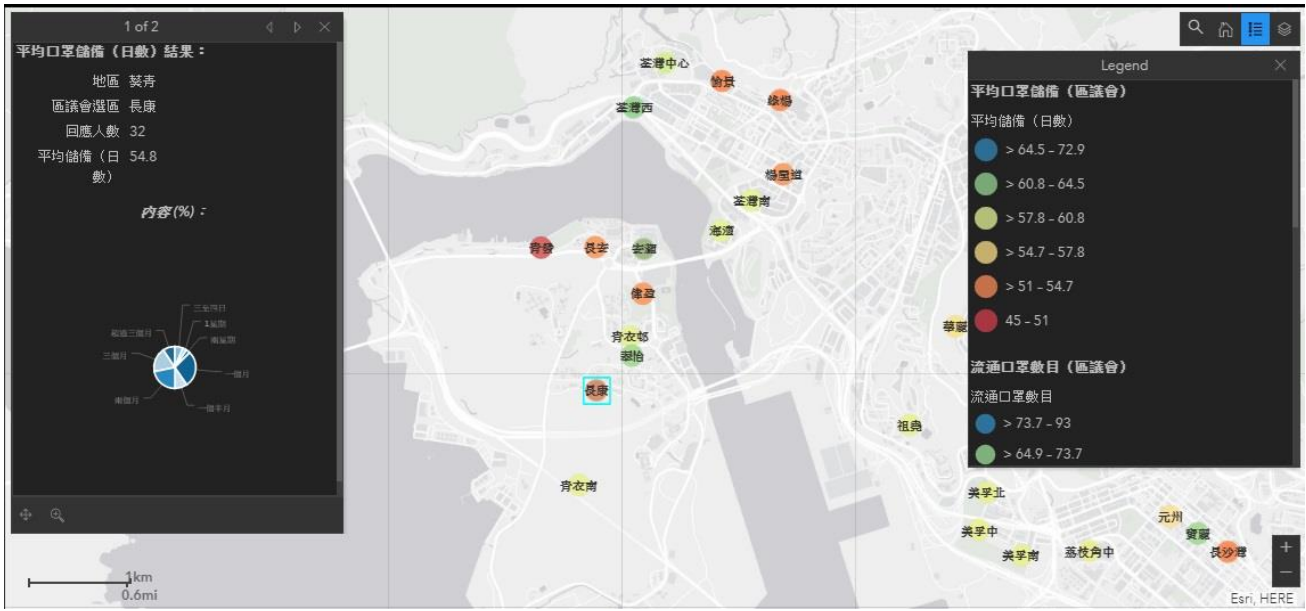 1 of 2
平均口罩儲備（日數）結果：
地區 葵青
區議會選區 長康
回應人數 32
平均儲備（日數） 54.8
內容(%)：
三至四日
1星期
兩星期
超過三個月
三個月
一個月
兩個月
一個半月
荃灣中心
愉景
綠楊
荃灣西
楊屋道
荃灣南
海濱
青發
長安
偉盈
青衣邨
翠怡
長康
青衣南
華麗
祖堯
美孚北
美孚中
美孚南
荔枝角中
元州
寶麗
長沙灣
Legend
平均口罩儲備（區議會）
平均儲備（日數）
> 64.5 – 72.9
> 60.8 – 64.5
> 57.8 – 60.8
> 54.7 – 57.8
> 51 – 54.7
45 – 51
流通口罩數目（區議會）
流通口罩數目
> 73.7 – 93
> 64.9 – 73.7
1km
0.6mi
Esri, HERE